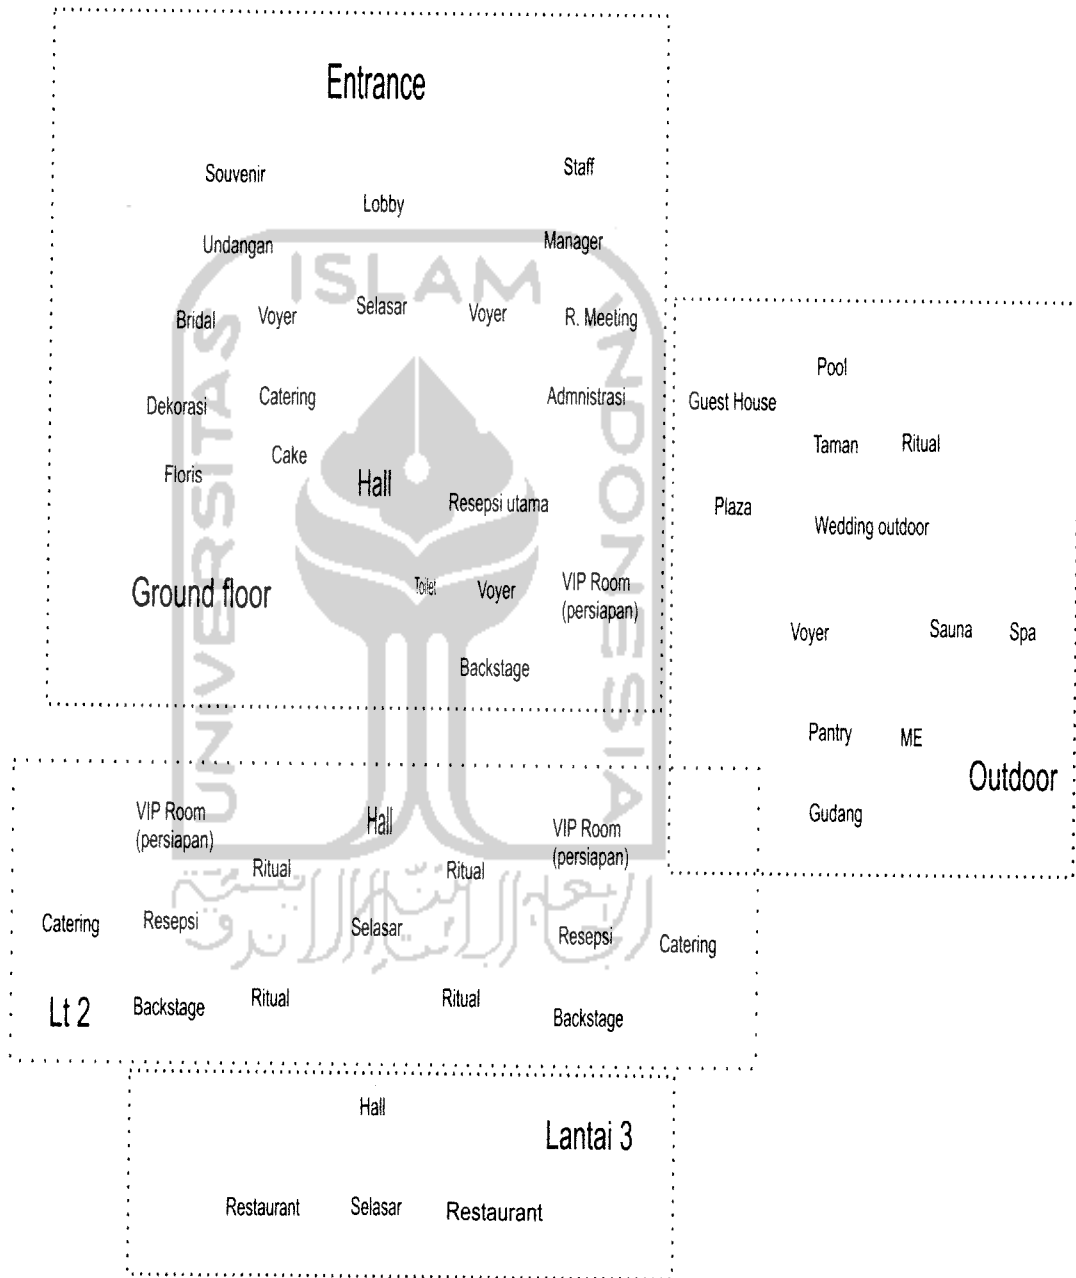 Entrance
Souvenir
Staff
Lobby
Undangan
Manager
ISLAM
Bridal
Voyer
Selasar
Voyer
R. Meeting
Dekorasi
Catering
Admnistrasi
Floris
Cake
Hall
Resepsi utama
Ground floor
Toilet
Voyer
VIP Room
(persiapan)
Backstage
UNIVERSITAS
INDONESIA
Pool
Guest House
Taman
Ritual
Plaza
Wedding outdoor
Voyer
Sauna
Spa
Pantry
ME
Outdoor
Gudang
VIP Room
(persiapan)
Hall
VIP Room
(persiapan)
Ritual
Ritual
Catering
Resepsi
Selasar
Resepsi
Catering
Lt 2
Backstage
Ritual
Ritual
Backstage
Hall
Lantai 3
Restaurant
Selasar
Restaurant